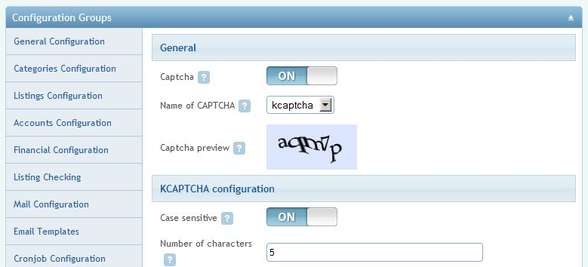 Configuration Groups
General Configuration
Categories Configuration
Listings Configuration
Accounts Configuration
Financial Configuration
Listing Checking
Mail Configuration
Email Templates
Cronjob Configuration
General
Captcha ? ON
Name of CAPTCHA ? kcaptcha
Captcha preview ?
KCAPTCHA configuration
Case sensitive ? ON
Number of characters
? 5